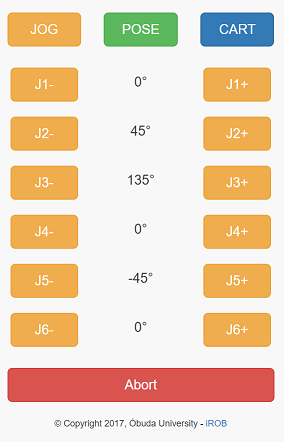 JOG POSE CART
J1- 0° J1+
J2- 45° J2+
J3- 135° J3+
J4- 0° J4+
J5- -45° J5+
J6- 0° J6+
Abort
© Copyright 2017, Óbuda University - iROB